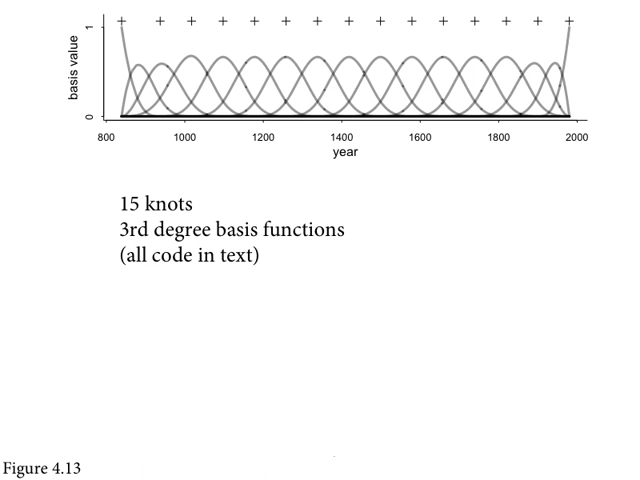 basis value
0
1
800 1000 1200 1400 1600 1800 2000
year
15 knots
3rd degree basis functions
(all code in text)
Figure 4.13